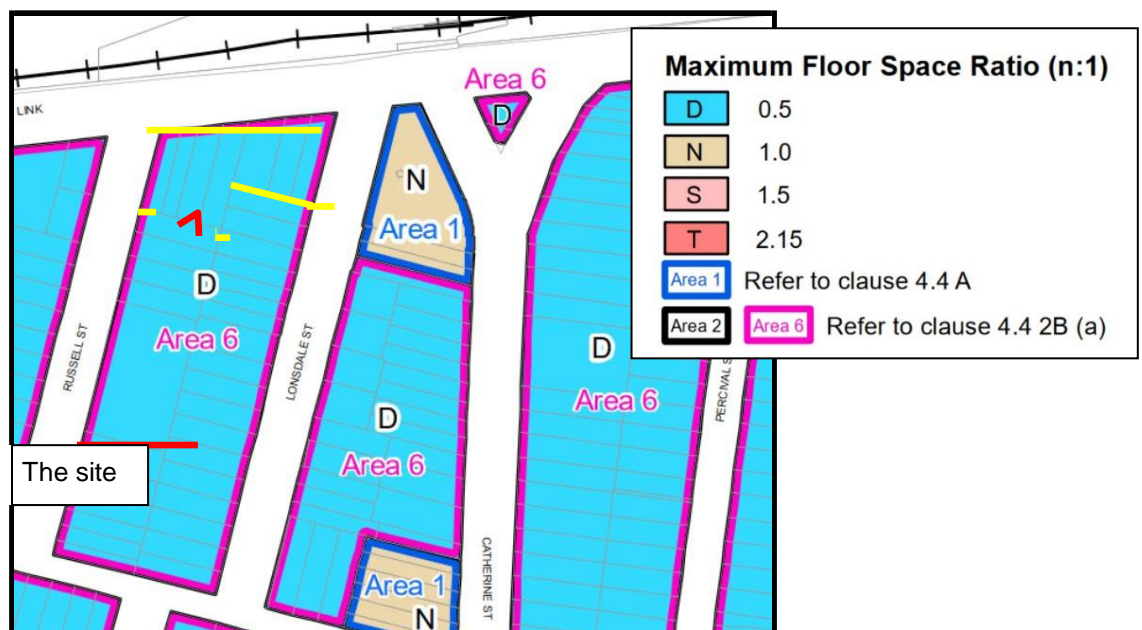 LINK
Area 6
D
N
Area 1
D
Area 6
D
Area 6
D
Area 6
Area 1
N
RUSSELL ST
LONSDALE ST
CATHERINE ST
PERCIVAL S
The site
Maximum Floor Space Ratio (n:1)
D 0.5
N 1.0
S 1.5
T 2.15
Area 1 Refer to clause 4.4 A
Area 2 Area 6 Refer to clause 4.4 2B (a)